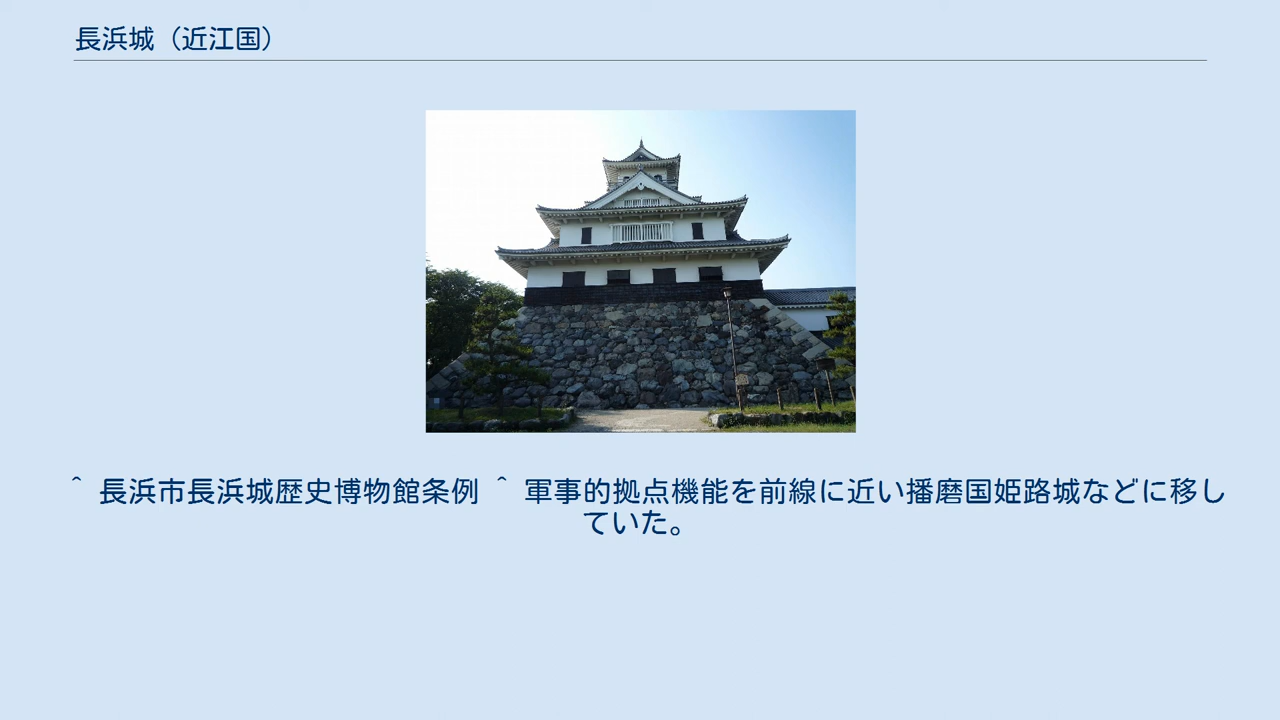 長浜城（近江国）
＾ 長浜市長浜城歴史博物館条例 ＾ 軍事的拠点機能を前線に近い播磨国姫路城などに移し
ていた。